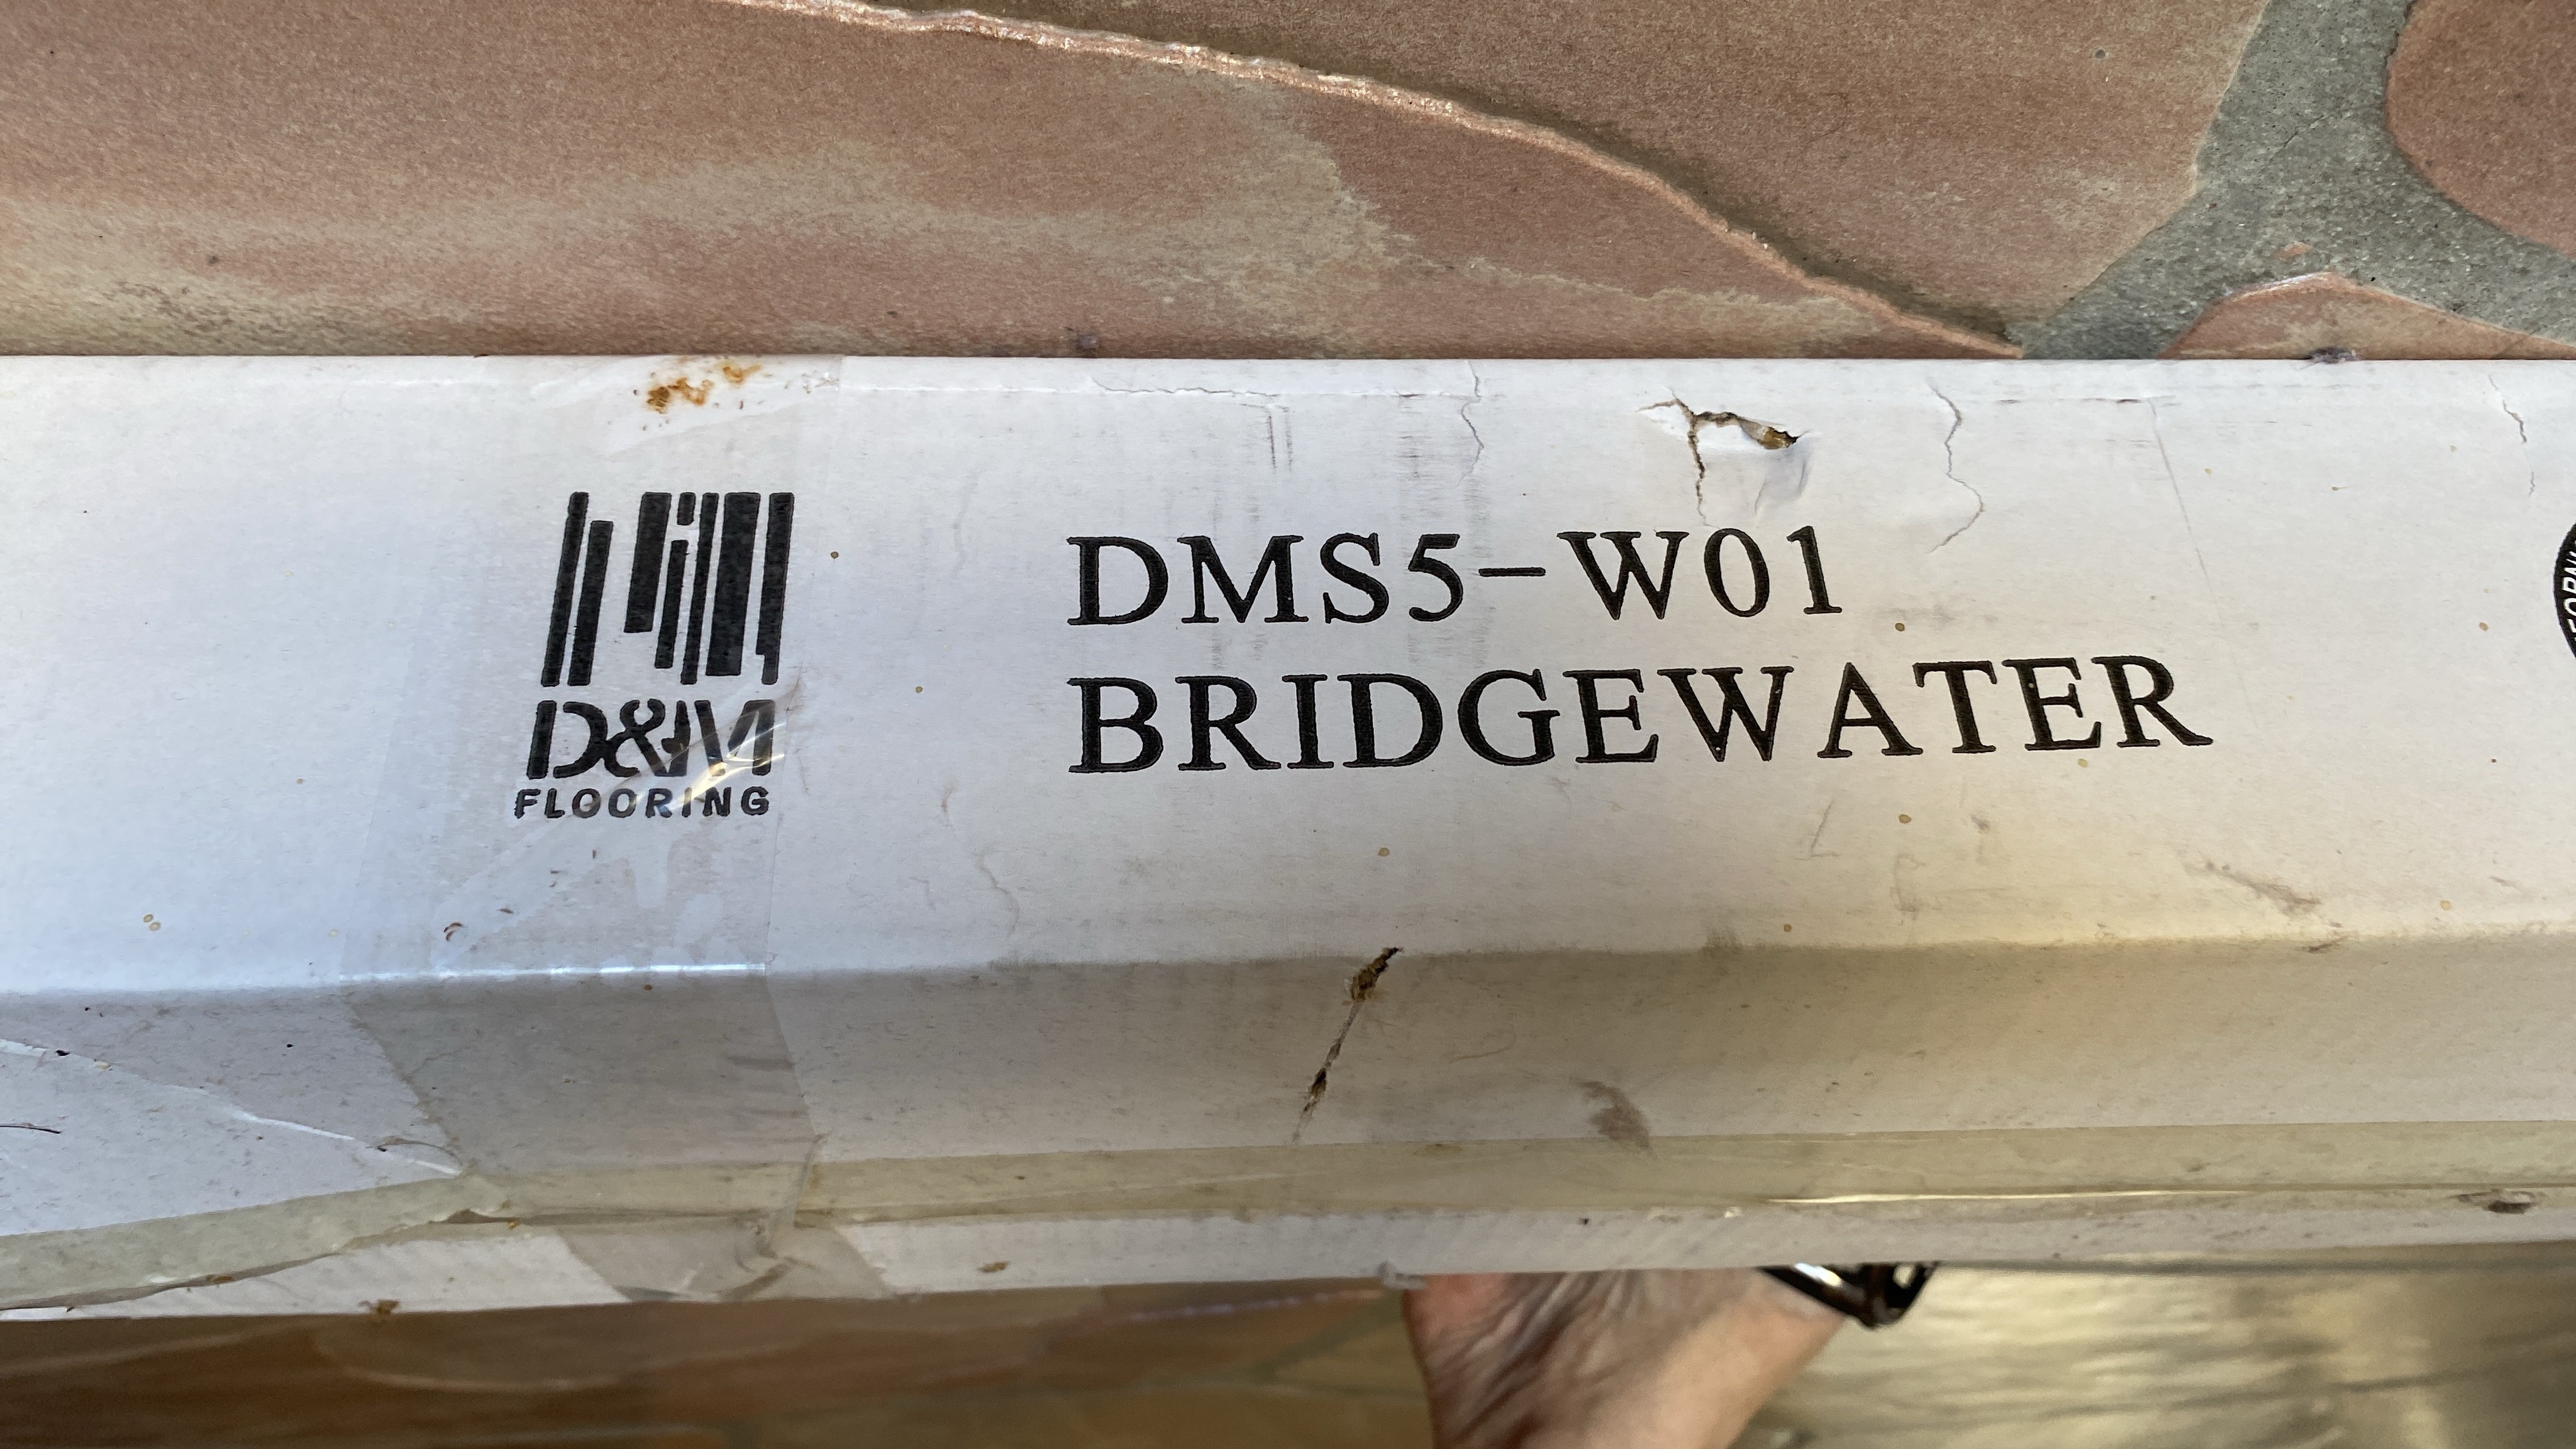 D&M
FLOORING
DMS5-W01
BRIDGEWATER